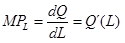 MP_L = dQ/dL = Q′(L)